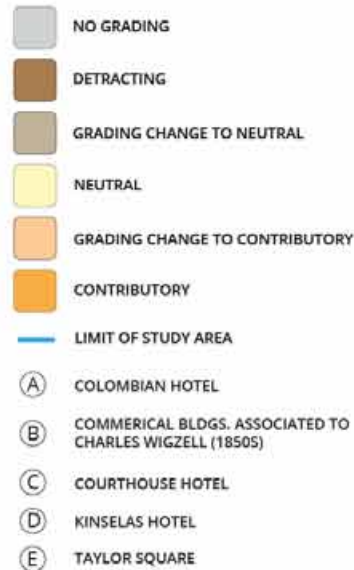 NO GRADING
DETRACTING
GRADING CHANGE TO NEUTRAL
NEUTRAL
GRADING CHANGE TO CONTRIBUTORY
CONTRIBUTORY
LIMIT OF STUDY AREA
A COLOMBIAN HOTEL
B COMMERICAL BLDGS. ASSOCIATED TO
CHARLES WIGZELL (1850S)
C COURTHOUSE HOTEL
D KINSELAS HOTEL
E TAYLOR SQUARE